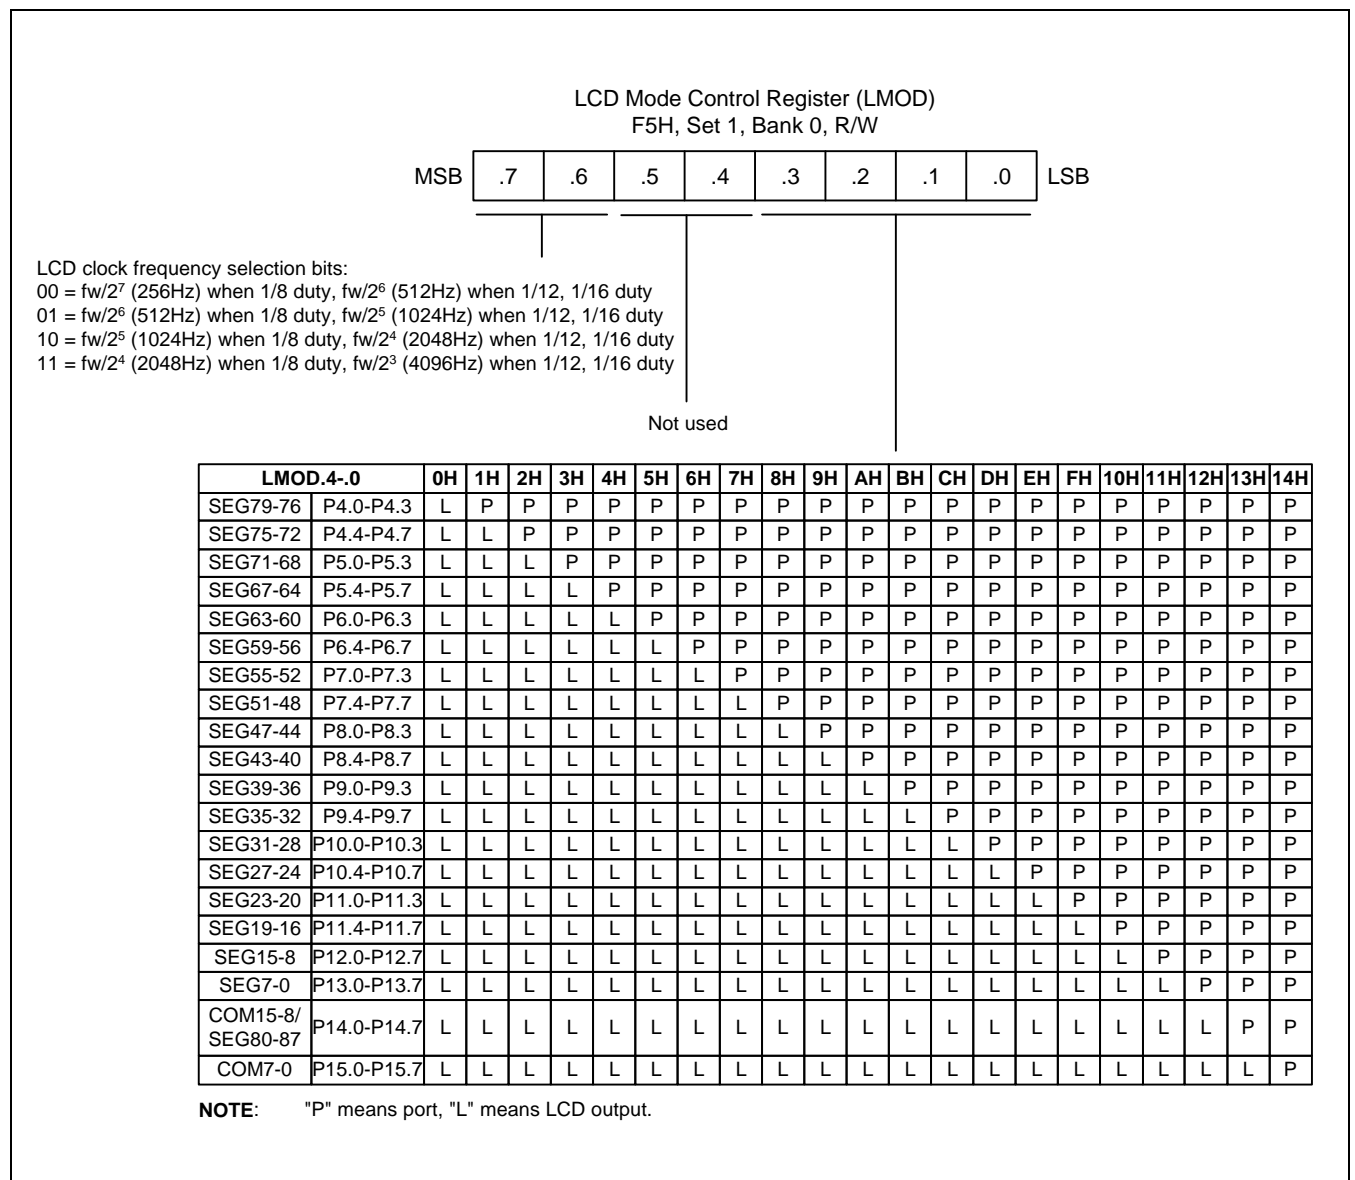 LCD Mode Control Register (LMOD)
F5H, Set 1, Bank 0, R/W
MSB .7 .6 .5 .4 .3 .2 .1 .0 LSB
LCD clock frequency selection bits:
00 = fw/2⁷ (256Hz) when 1/8 duty, fw/2⁶ (512Hz) when 1/12, 1/16 duty
01 = fw/2⁶ (512Hz) when 1/8 duty, fw/2⁵ (1024Hz) when 1/12, 1/16 duty
10 = fw/2⁵ (1024Hz) when 1/8 duty, fw/2⁴ (2048Hz) when 1/12, 1/16 duty
11 = fw/2⁴ (2048Hz) when 1/8 duty, fw/2³ (4096Hz) when 1/12, 1/16 duty
Not used
LMOD.4-.0 0H 1H 2H 3H 4H 5H 6H 7H 8H 9H AH BH CH DH EH FH 10H 11H 12H 13H 14H
SEG79-76 P4.0-P4.3 L P P P P P P P P P P P P P P P P P P P P
SEG75-72 P4.4-P4.7 L L P P P P P P P P P P P P P P P P P P P
SEG71-68 P5.0-P5.3 L L L P P P P P P P P P P P P P P P P P P
SEG67-64 P5.4-P5.7 L L L L P P P P P P P P P P P P P P P P P
SEG63-60 P6.0-P6.3 L L L L L P P P P P P P P P P P P P P P P
SEG59-56 P6.4-P6.7 L L L L L L P P P P P P P P P P P P P P P
SEG55-52 P7.0-P7.3 L L L L L L L P P P P P P P P P P P P P P
SEG51-48 P7.4-P7.7 L L L L L L L L P P P P P P P P P P P P P
SEG47-44 P8.0-P8.3 L L L L L L L L L P P P P P P P P P P P P
SEG43-40 P8.4-P8.7 L L L L L L L L L L P P P P P P P P P P P
SEG39-36 P9.0-P9.3 L L L L L L L L L L L P P P P P P P P P P
SEG35-32 P9.4-P9.7 L L L L L L L L L L L L P P P P P P P P P
SEG31-28 P10.0-P10.3 L L L L L L L L L L L L L P P P P P P P P
SEG27-24 P10.4-P10.7 L L L L L L L L L L L L L L P P P P P P P
SEG23-20 P11.0-P11.3 L L L L L L L L L L L L L L L P P P P P P
SEG19-16 P11.4-P11.7 L L L L L L L L L L L L L L L L P P P P P
SEG15-8 P12.0-P12.7 L L L L L L L L L L L L L L L L L P P P P
SEG7-0 P13.0-P13.7 L L L L L L L L L L L L L L L L L L P P P
COM15-8/
SEG80-87 P14.0-P14.7 L L L L L L L L L L L L L L L L L L L P P
COM7-0 P15.0-P15.7 L L L L L L L L L L L L L L L L L L L L P
NOTE: "P" means port, "L" means LCD output.